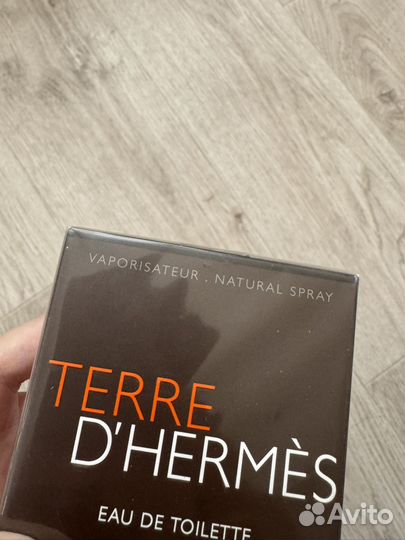 VAPORISATEUR . NATURAL SPRAY
TERRE
D'HERMÈS
EAU DE TOILETTE
Avito